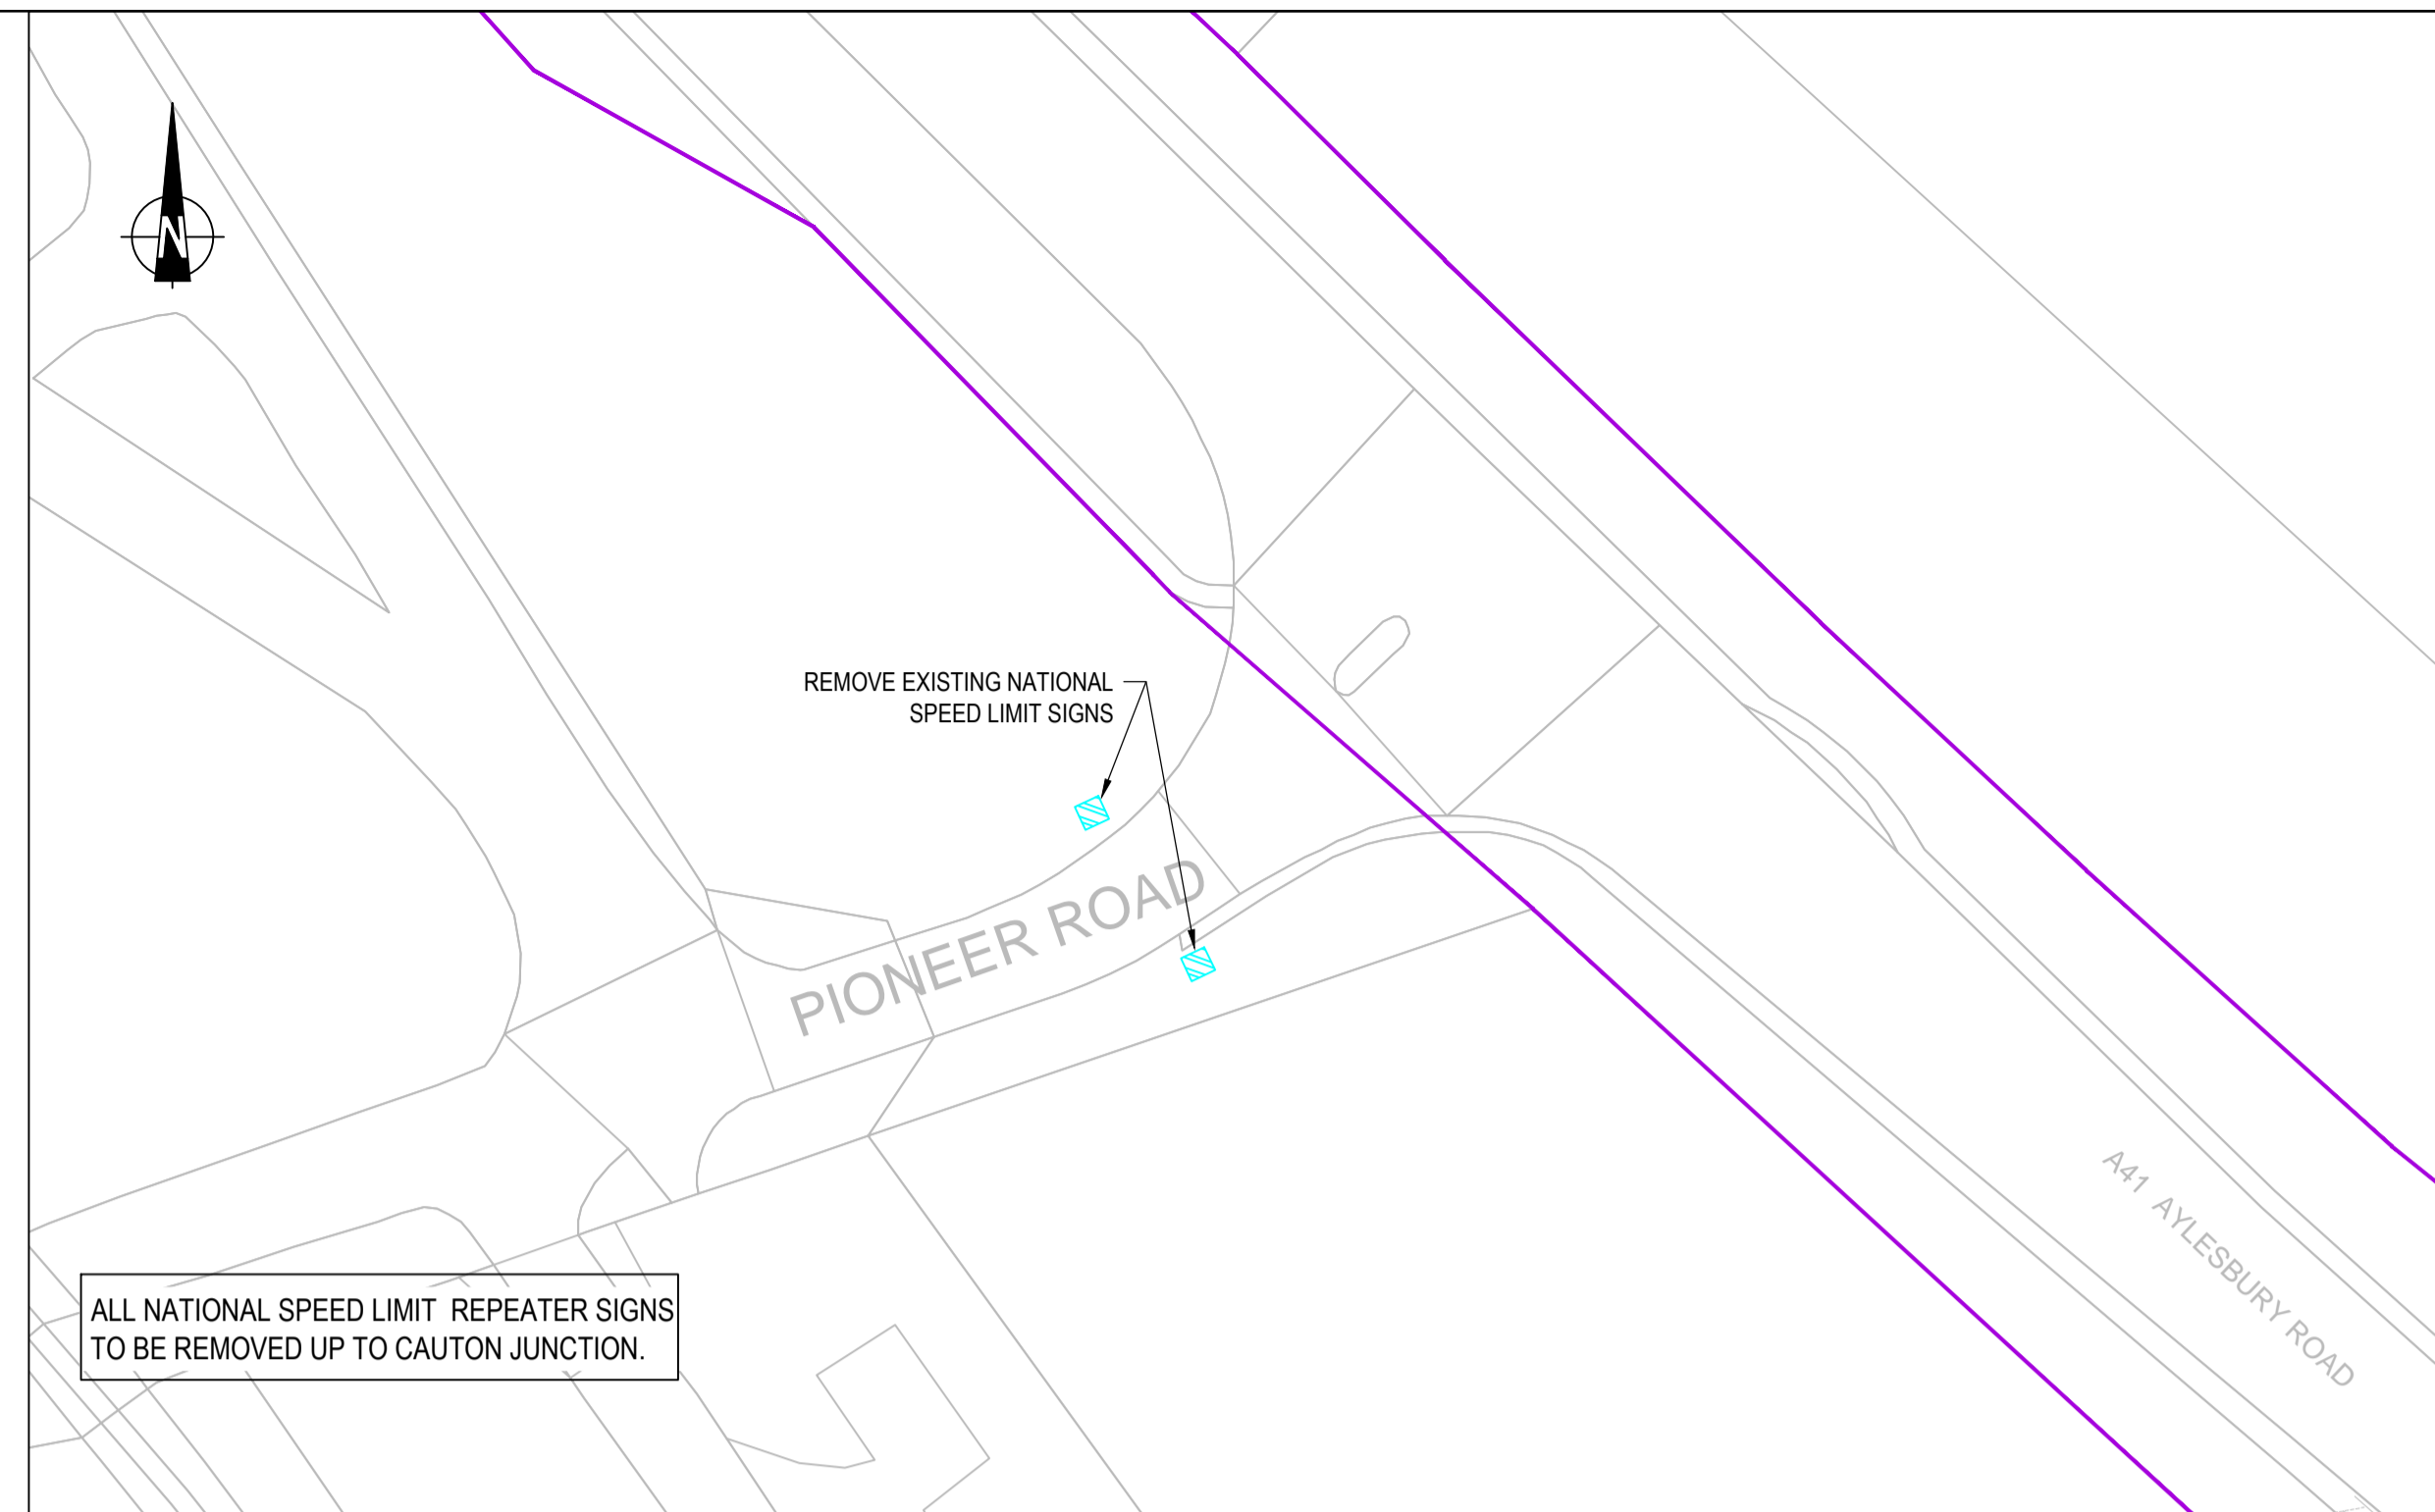 N
REMOVE EXISTING NATIONAL
SPEED LIMIT SIGNS
PIONEER ROAD
A41 AYLESBURY ROAD
ALL NATIONAL SPEED LIMIT REPEATER SIGNS
TO BE REMOVED UP TO CAUTON JUNCTION.